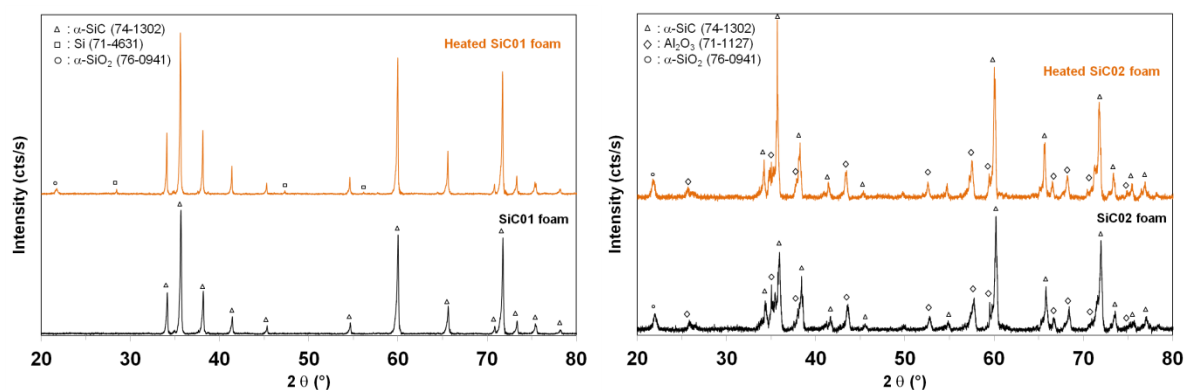 △ : α-SiC (74-1302)
□ : Si (71-4631)
○ : α-SiO₂ (76-0941)
Heated SiC01 foam
SiC01 foam
Intensity (cts/s)
20 30 40 50 60 70 80
2 θ (°)
△ : α-SiC (74-1302)
◇ : Al₂O₃ (71-1127)
○ : α-SiO₂ (76-0941)
Heated SiC02 foam
SiC02 foam
Intensity (cts/s)
20 30 40 50 60 70 80
2 θ (°)